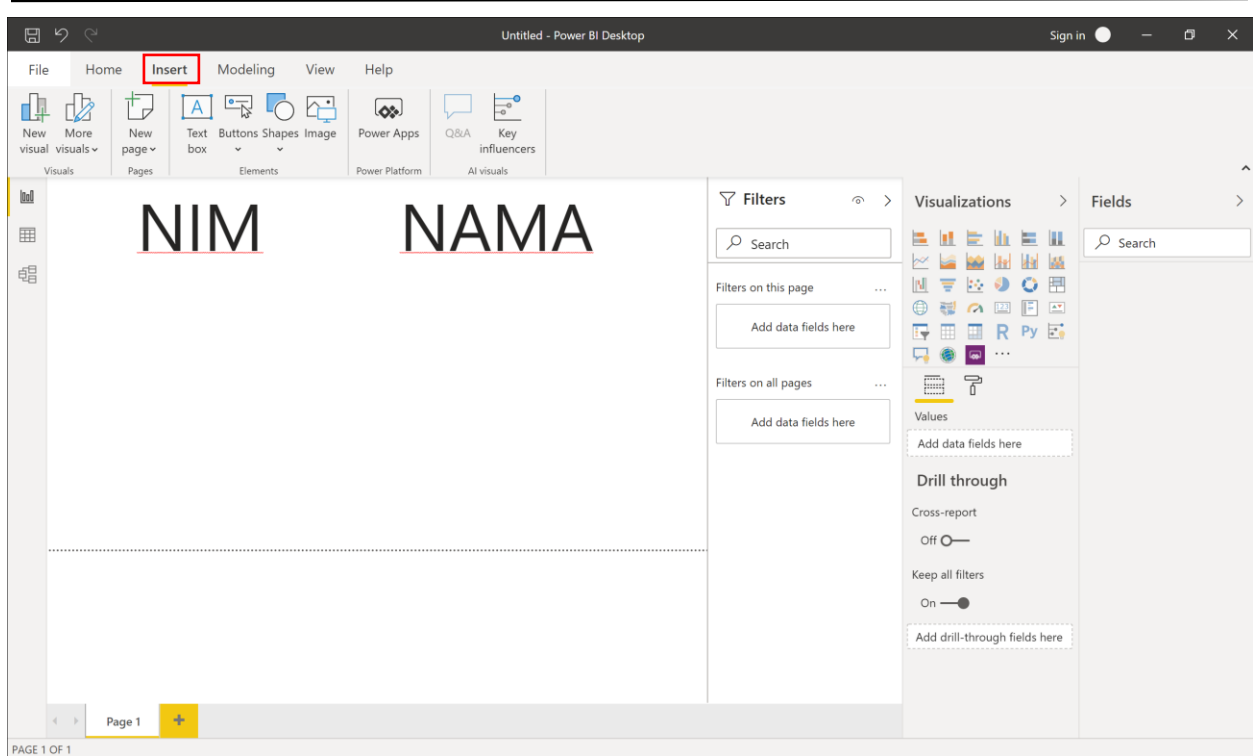 Untitled - Power BI Desktop
Sign in
File Home Insert Modeling View Help
New visual
More visuals
New page
Text box
Buttons
Shapes
Image
Power Apps
Q&A
Key influencers
Visuals
Pages
Elements
Power Platform
AI visuals
NIM NAMA
Filters
Search
Filters on this page
Add data fields here
Filters on all pages
Add data fields here
Visualizations
123
R Py
Values
Add data fields here
Drill through
Cross-report
Off
Keep all filters
On
Add drill-through fields here
Fields
Search
Page 1
PAGE 1 OF 1